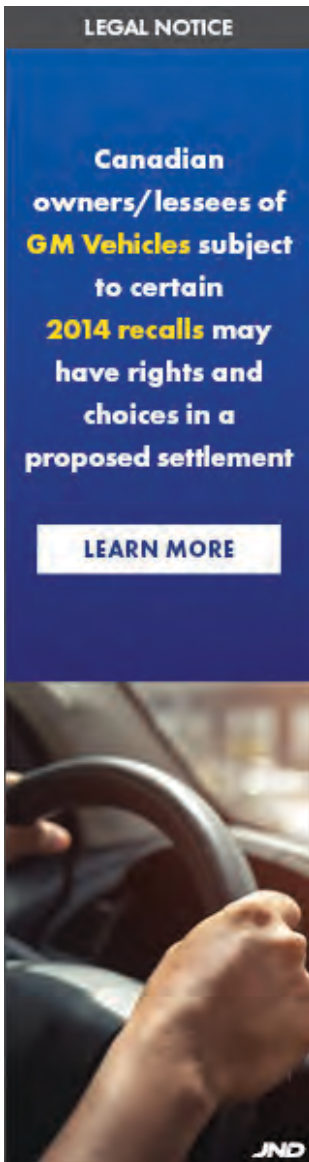 LEGAL NOTICE
Canadian
owners/lessees of
GM Vehicles subject
to certain
2014 recalls may
have rights and
choices in a
proposed settlement
LEARN MORE
JND